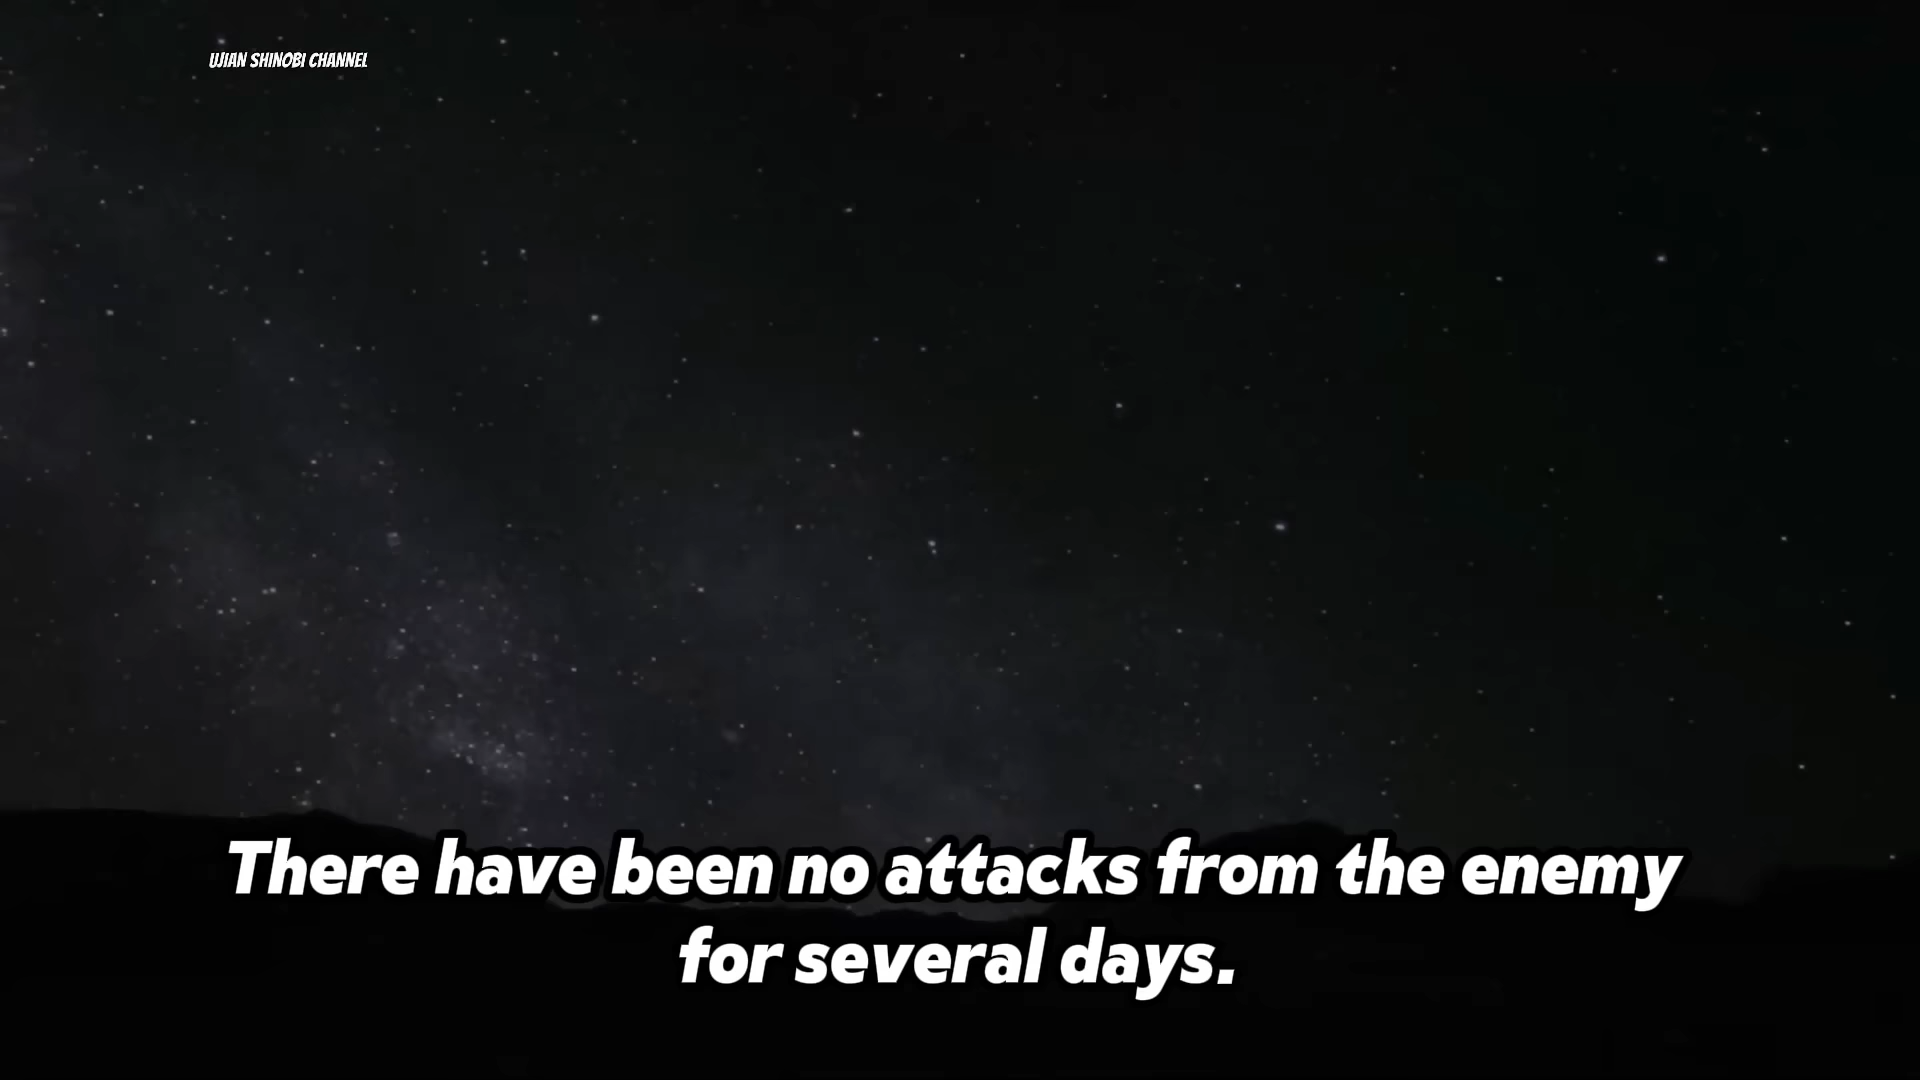 UJIAN SHINOBI CHANNEL
There have been no attacks from the enemy
for several days.